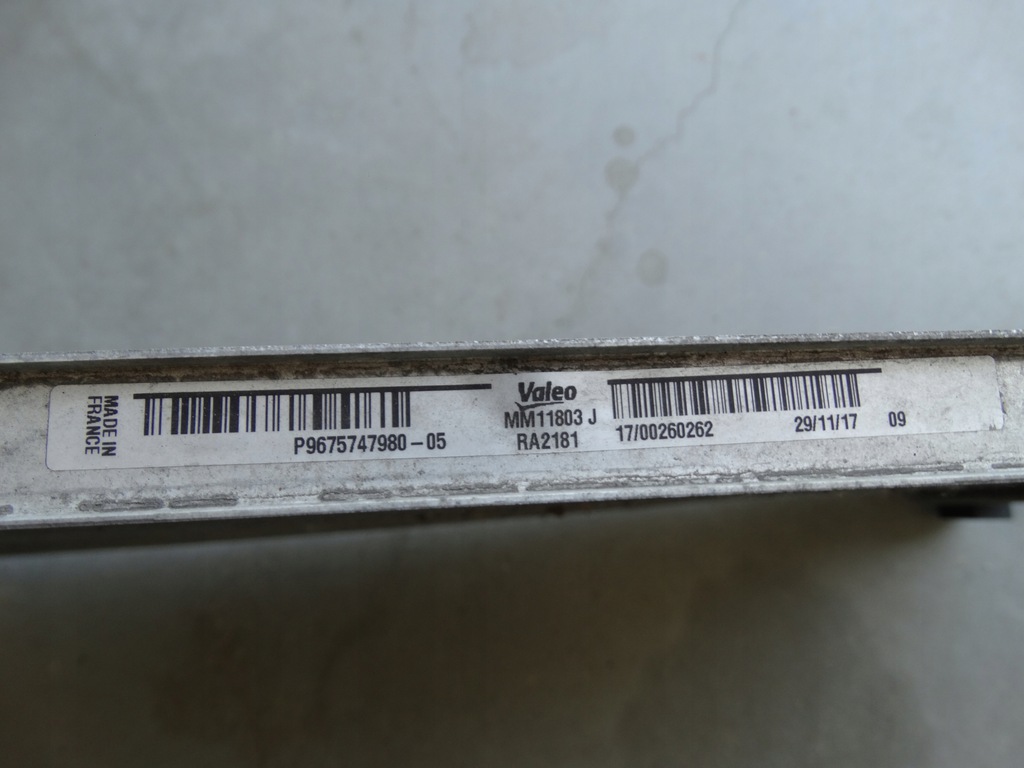 MADE IN
FRANCE
P9675747980-05
Valeo
MM11803 J
RA2181
17/00260262
29/11/17
09